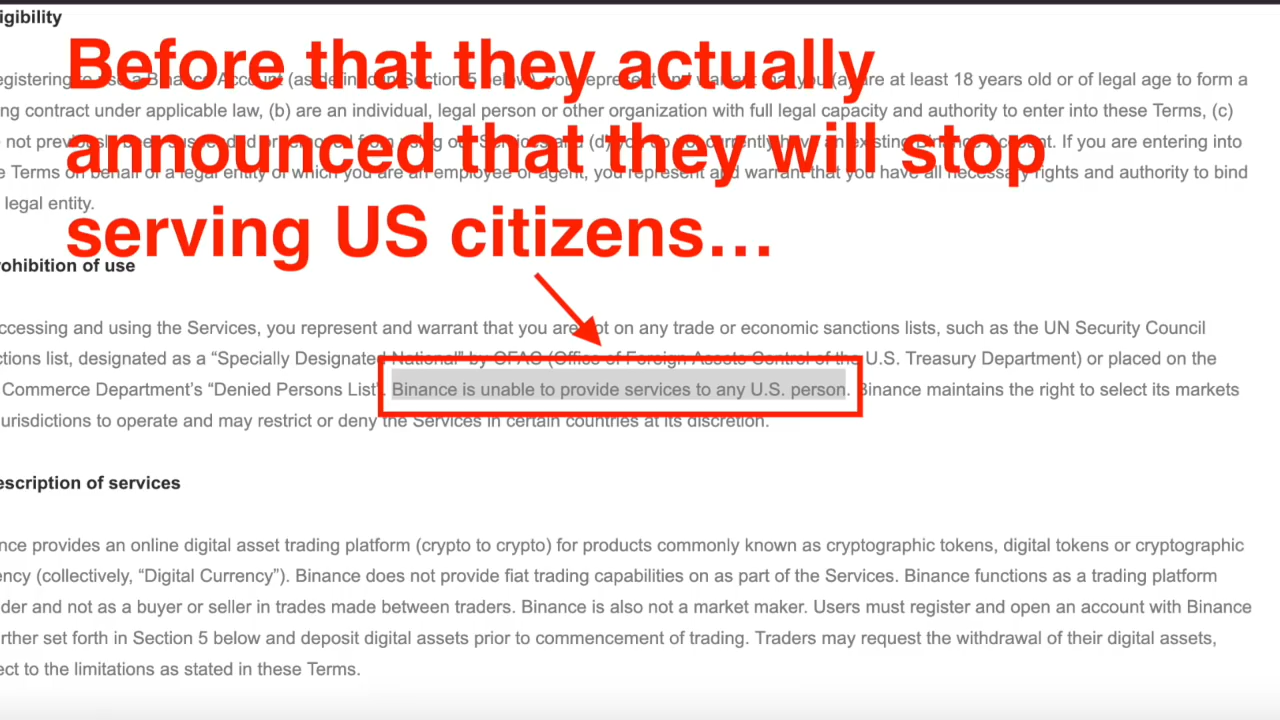 igibility
Before that they actually
announced that they will stop
serving US citizens...
egistering to use a Binance Account (as defined in Section 5 below), you represent and warrant that you (a) are at least 18 years old or of legal age to form a
ng contract under applicable law, (b) are an individual, legal person or other organization with full legal capacity and authority to enter into these Terms, (c)
not previously been suspended or removed from using our Services and (d) you do not currently have an existing Binance Account. If you are entering into
e Terms on behalf of a legal entity of which you are an employee or agent, you represent and warrant that you have all necessary rights and authority to bind
legal entity.
ohibition of use
ccessing and using the Services, you represent and warrant that you are not on any trade or economic sanctions lists, such as the UN Security Council
ctions list, designated as a “Specially Designated National” by OFAC (Office of Foreign Assets Control of the U.S. Treasury Department) or placed on the
Commerce Department’s “Denied Persons List”. Binance is unable to provide services to any U.S. person. Binance maintains the right to select its markets
urisdictions to operate and may restrict or deny the Services in certain countries at its discretion.
escription of services
nce provides an online digital asset trading platform (crypto to crypto) for products commonly known as cryptographic tokens, digital tokens or cryptographic
ency (collectively, “Digital Currency”). Binance does not provide fiat trading capabilities on as part of the Services. Binance functions as a trading platform
der and not as a buyer or seller in trades made between traders. Binance is also not a market maker. Users must register and open an account with Binance
rther set forth in Section 5 below and deposit digital assets prior to commencement of trading. Traders may request the withdrawal of their digital assets,
ect to the limitations as stated in these Terms.